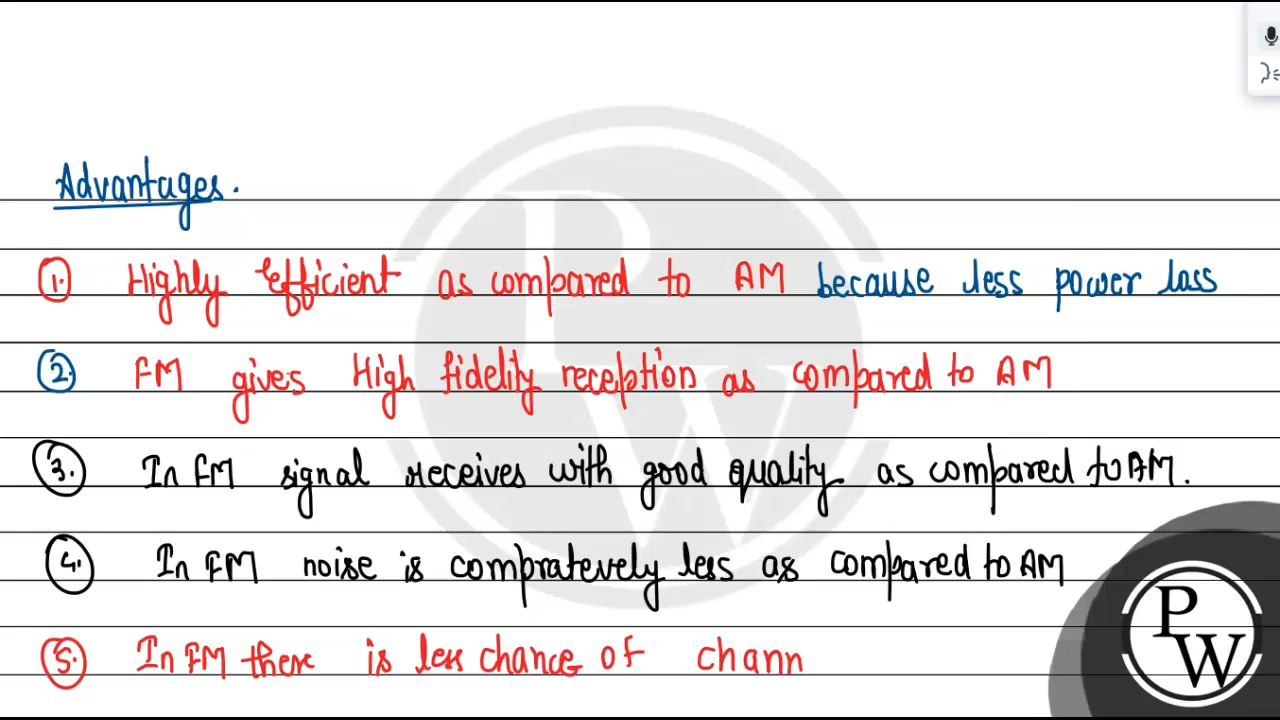 Advantages.
1. Highly efficient as compared to AM because less power loss
2. FM gives High fidelity reception as compared to AM
3. In FM signal receives with good quality as compared to AM.
4. In FM noise is compratevely less as compared to AM
5. In FM there is less chance of chann
PW
PW